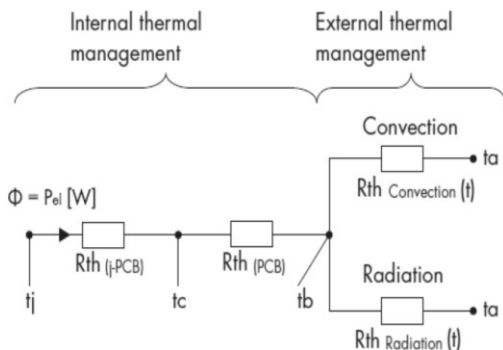 Internal thermal
management
External thermal
management
Convection
ta
Rth Convection (t)
Φ = Pel [W]
Rth (j-PCB)
Rth (PCB)
tj
tc
tb
Radiation
ta
Rth Radiation (t)